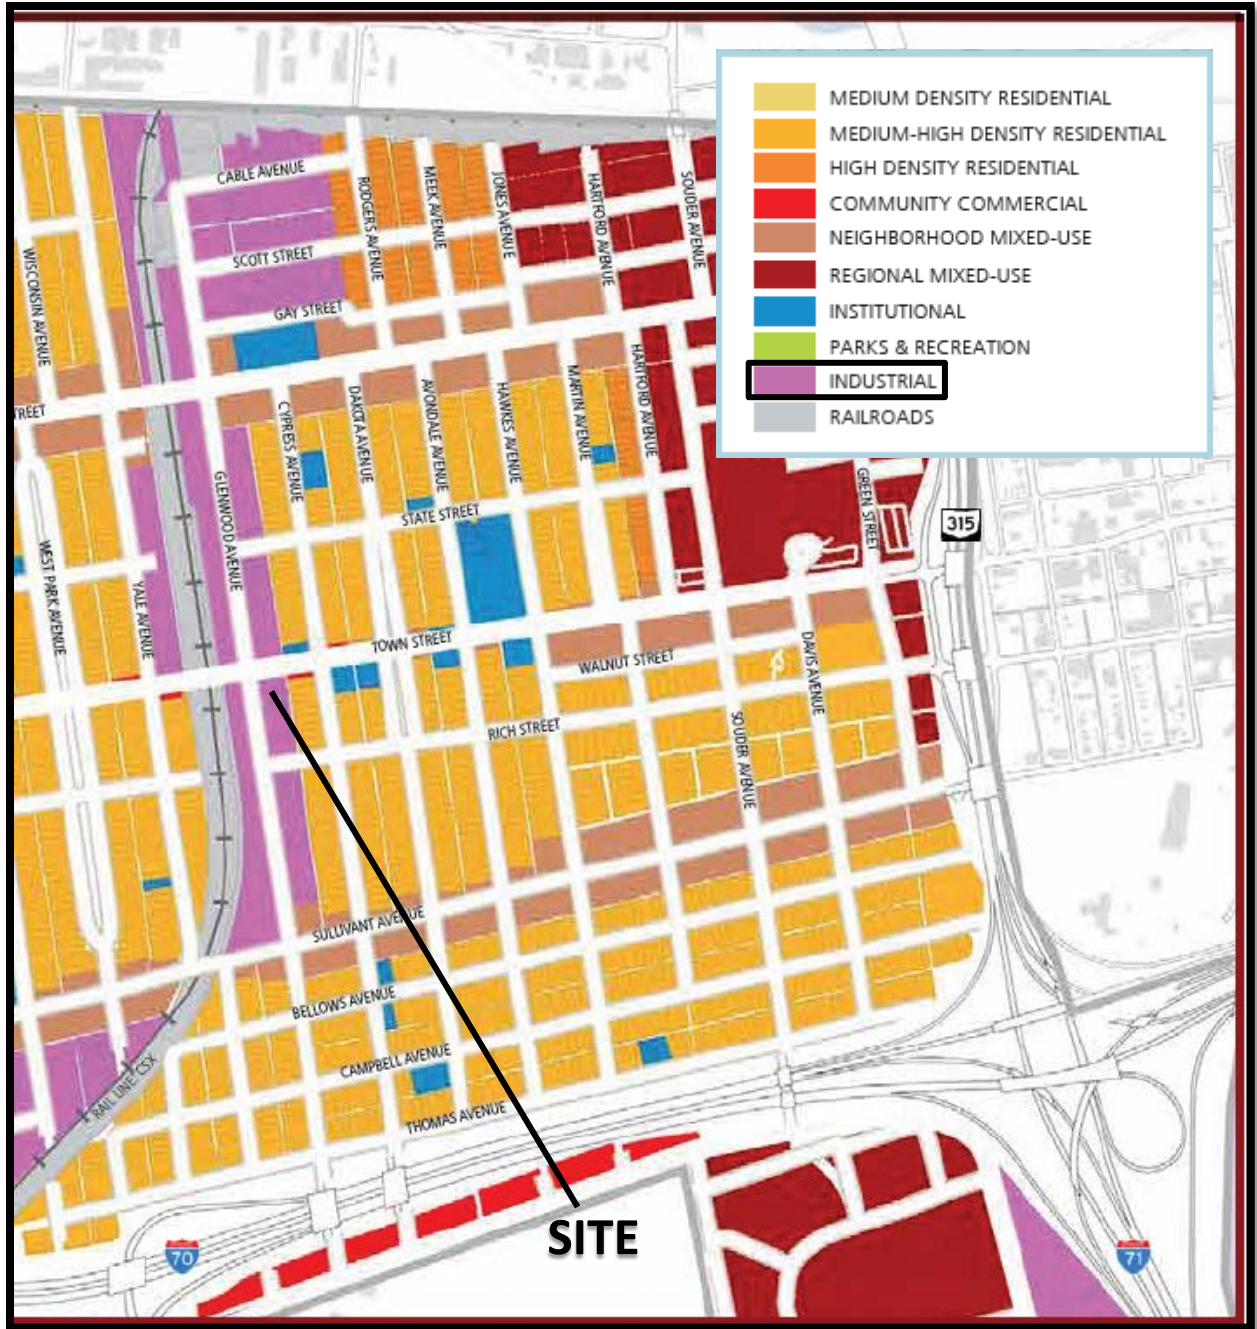 MEDIUM DENSITY RESIDENTIAL
MEDIUM-HIGH DENSITY RESIDENTIAL
HIGH DENSITY RESIDENTIAL
COMMUNITY COMMERCIAL
NEIGHBORHOOD MIXED-USE
REGIONAL MIXED-USE
INSTITUTIONAL
PARKS & RECREATION
INDUSTRIAL
RAILROADS
CABLE AVENUE
RODGERS AVENUE
MEEK AVENUE
JONES AVENUE
HARTFORD AVENUE
SOUDER AVENUE
SCOTT STREET
WISCONSIN AVENUE
GAY STREET
HARTFORD AVENUE
MARTIN AVENUE
HAWKES AVENUE
AVONDALE AVENUE
DAKOTA AVENUE
CYPRESS AVENUE
TREET
GLENWOOD AVENUE
STATE STREET
GREEN STREET
315
WEST PARK AVENUE
YALE AVENUE
TOWN STREET
WALNUT STREET
DAVIS AVENUE
RICH STREET
SOUDER AVENUE
SULLIVANT AVENUE
BELLOWS AVENUE
CAMPBELL AVENUE
RAIL LINE CSX
THOMAS AVENUE
SITE
70
71